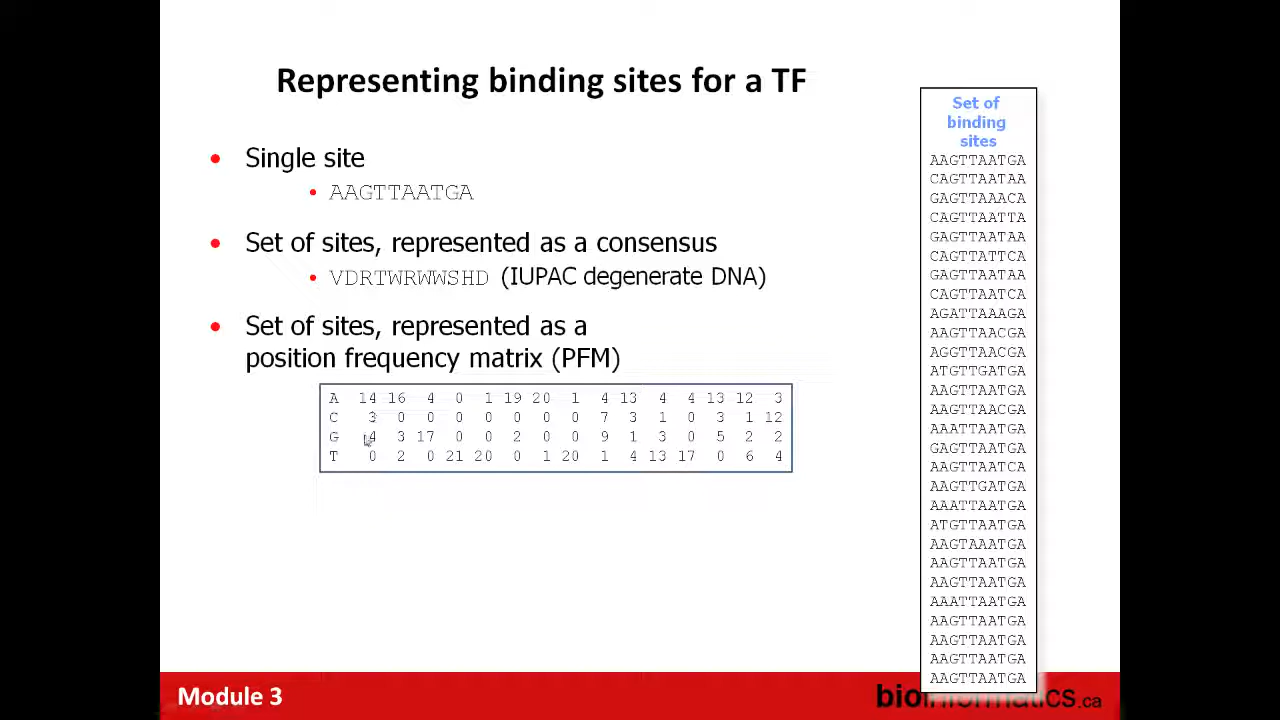 Representing binding sites for a TF
• Single site
• AAGTTAATGA
• Set of sites, represented as a consensus
• VDRTWRWWSHD (IUPAC degenerate DNA)
• Set of sites, represented as a
position frequency matrix (PFM)
A 14 16 4 0 1 19 20 1 4 13 4 4 13 12 3
C 3 0 0 0 0 0 0 0 7 3 1 0 3 1 12
G 4 3 17 0 0 2 0 0 9 1 3 0 5 2 2
T 0 2 0 21 20 0 1 20 1 4 13 17 0 6 4
Set of
binding
sites
AAGTTAATGA
CAGTTAATAA
GAGTTAAACA
CAGTTAATTA
GAGTTAATAA
CAGTTATTCA
GAGTTAATAA
CAGTTAATCA
AGATTAAAGA
AAGTTAACGA
AGGTTAACGA
ATGTTGATGA
AAGTTAATGA
AAGTTAACGA
AAATTAATGA
GAGTTAATGA
AAGTTAATCA
AAGTTGATGA
AAATTAATGA
ATGTTAATGA
AAGTAAATGA
AAGTTAATGA
AAGTTAATGA
AAATTAATGA
AAGTTAATGA
AAGTTAATGA
AAGTTAATGA
AAGTTAATGA
Module 3
bioinformatics.ca